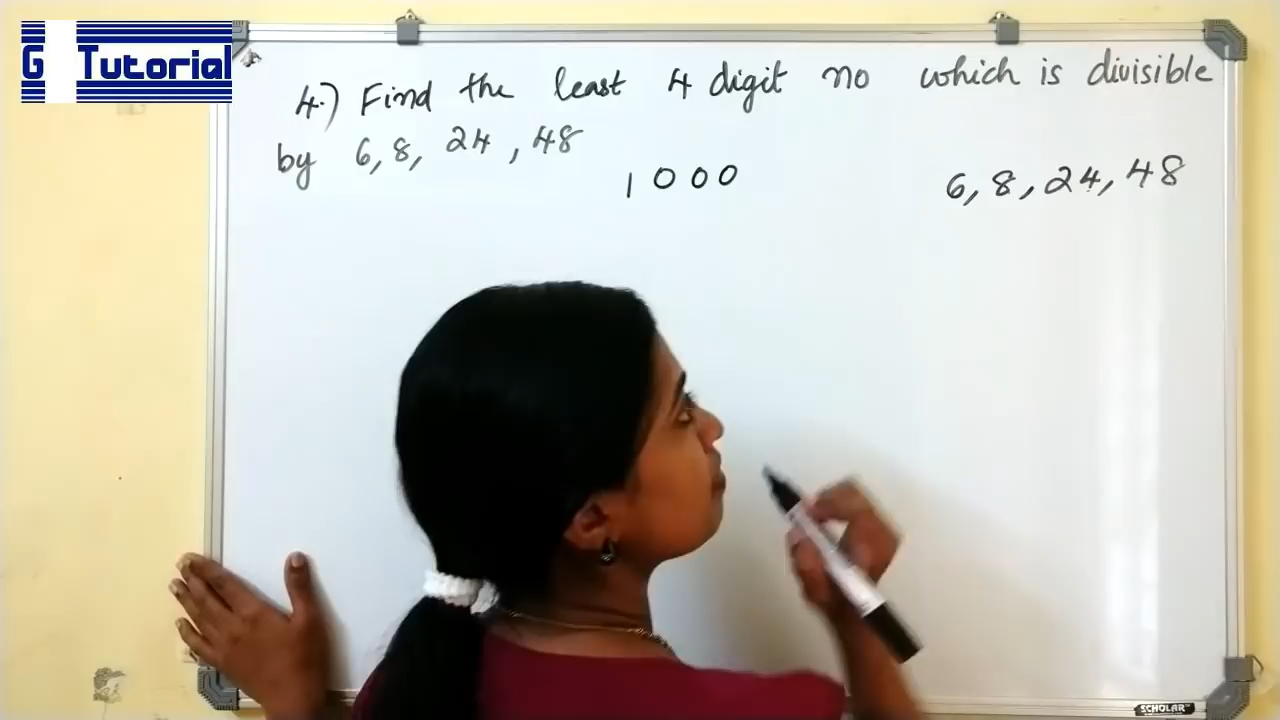 G Tutorial
4.) Find the least 4 digit no which is divisible
by 6, 8, 24, 48
1000
6, 8, 24, 48
SCHOLAR